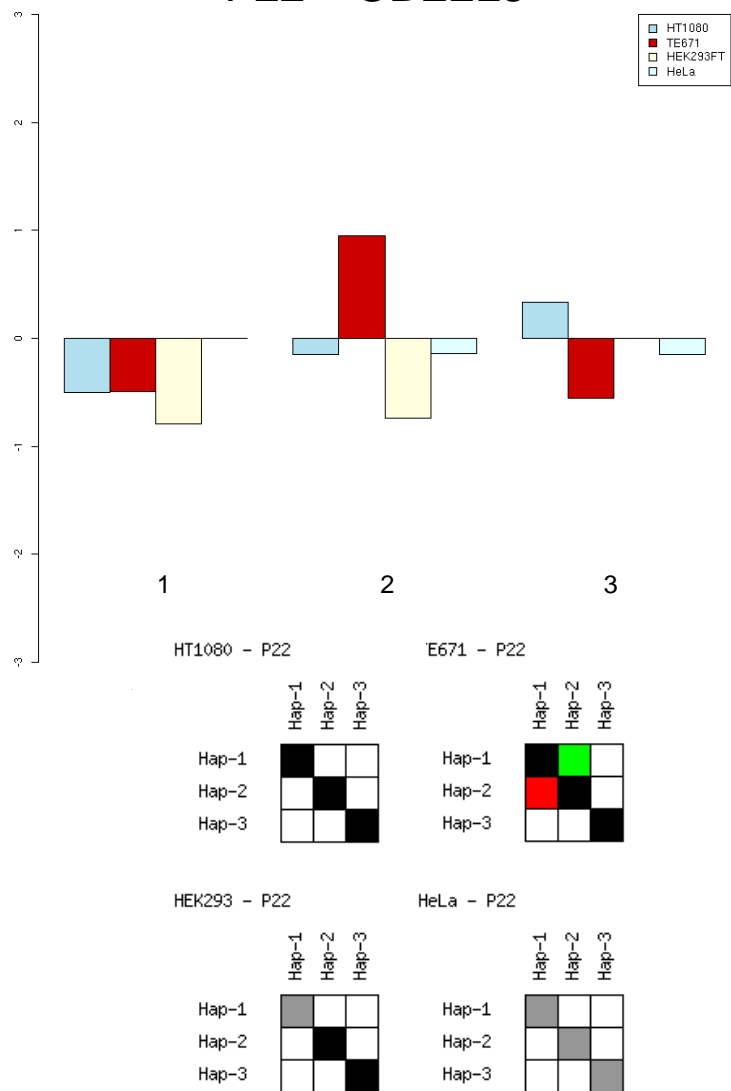 HT1080
TE671
HEK293FT
HeLa
3
2
1
0
-1
-2
-3
1 2 3
HT1080 - P22
Hap-1 Hap-2 Hap-3
Hap-1
Hap-2
Hap-3
E671 - P22
Hap-1 Hap-2 Hap-3
Hap-1
Hap-2
Hap-3
HEK293 - P22
Hap-1 Hap-2 Hap-3
Hap-1
Hap-2
Hap-3
HeLa - P22
Hap-1 Hap-2 Hap-3
Hap-1
Hap-2
Hap-3